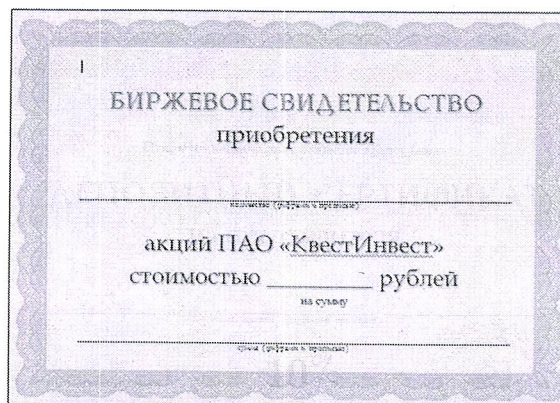 БИРЖЕВОЕ СВИДЕТЕЛЬСТВО
приобретения
количество (цифрами и прописью)
акций ПАО «КвестИнвест»
стоимостью ________ рублей
на сумму
сумма (цифрами и прописью)